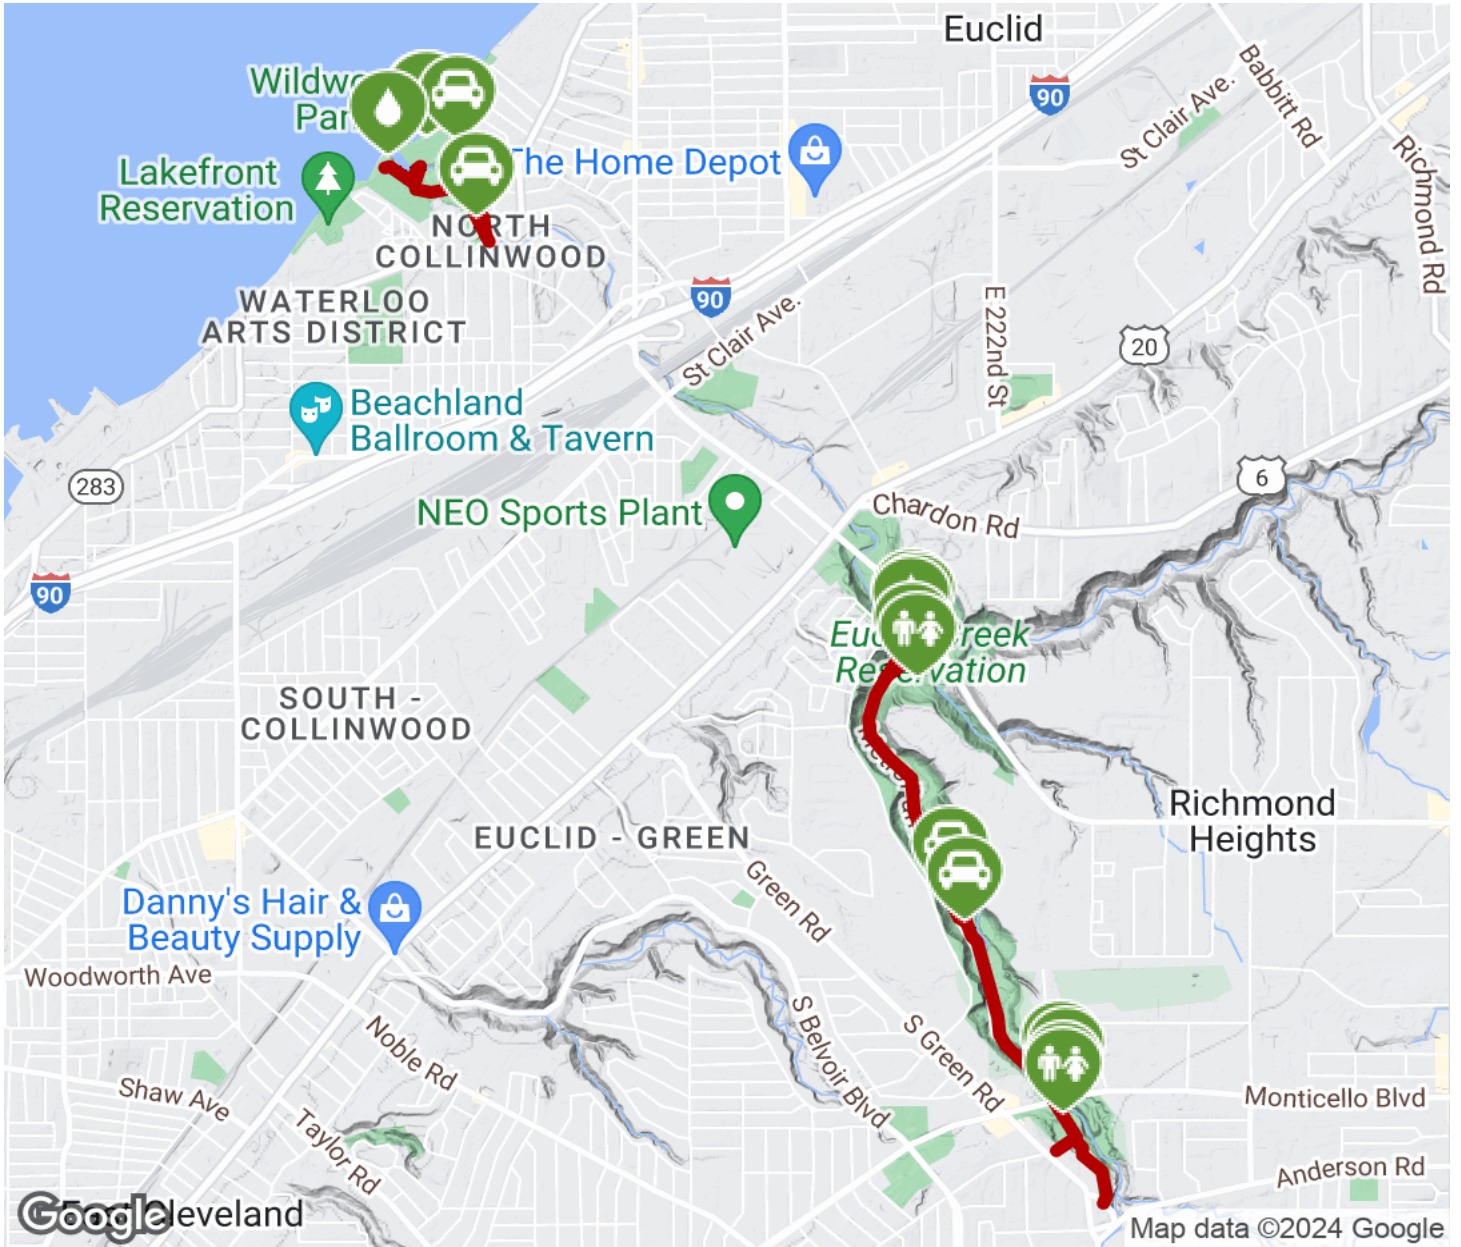 Euclid
Babbitt Rd
St Clair Ave.
90
Richmond Rd
The Home Depot
Lakefront
Reservation
NORTH
COLLINWOOD
WATERLOO
ARTS DISTRICT
90
St Clair Ave.
E 222nd St
20
Beachland
Ballroom & Tavern
283
6
NEO Sports Plant
Chardon Rd
90
Reservation
SOUTH -
COLLINWOOD
Richmond
Heights
EUCLID - GREEN
Green Rd
Danny's Hair &
Beauty Supply
Woodworth Ave
S Belvoir Blvd
S Green Rd
Noble Rd
Shaw Ave
Monticello Blvd
Taylor Rd
Anderson Rd
Google
East Cleveland
Map data ©2024 Google